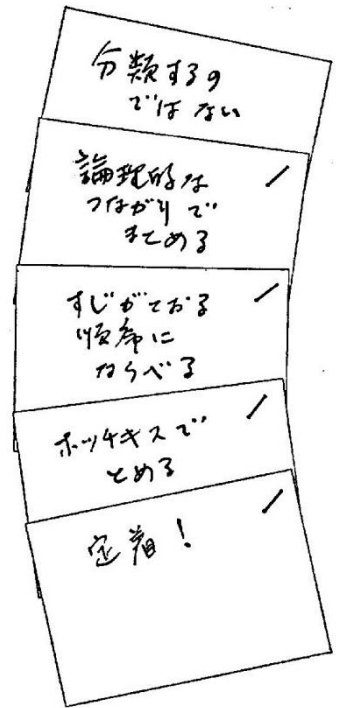 分類するの
ではない
論理的な
つながりで
まとめる
すじがとおる
順序に
ならべる
ホッチキスで
とめる
定着！